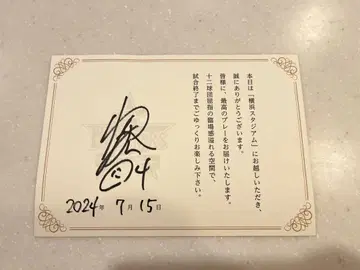 本日は「横浜スタジアム」にお越しいただき、
誠にありがとうございます。
皆様に、最高のプレーをお届けいたします。
十二球団屈指の臨場感溢れる空間で、
試合終了までごゆっくりお楽しみ下さい。
2024年 7月 15日